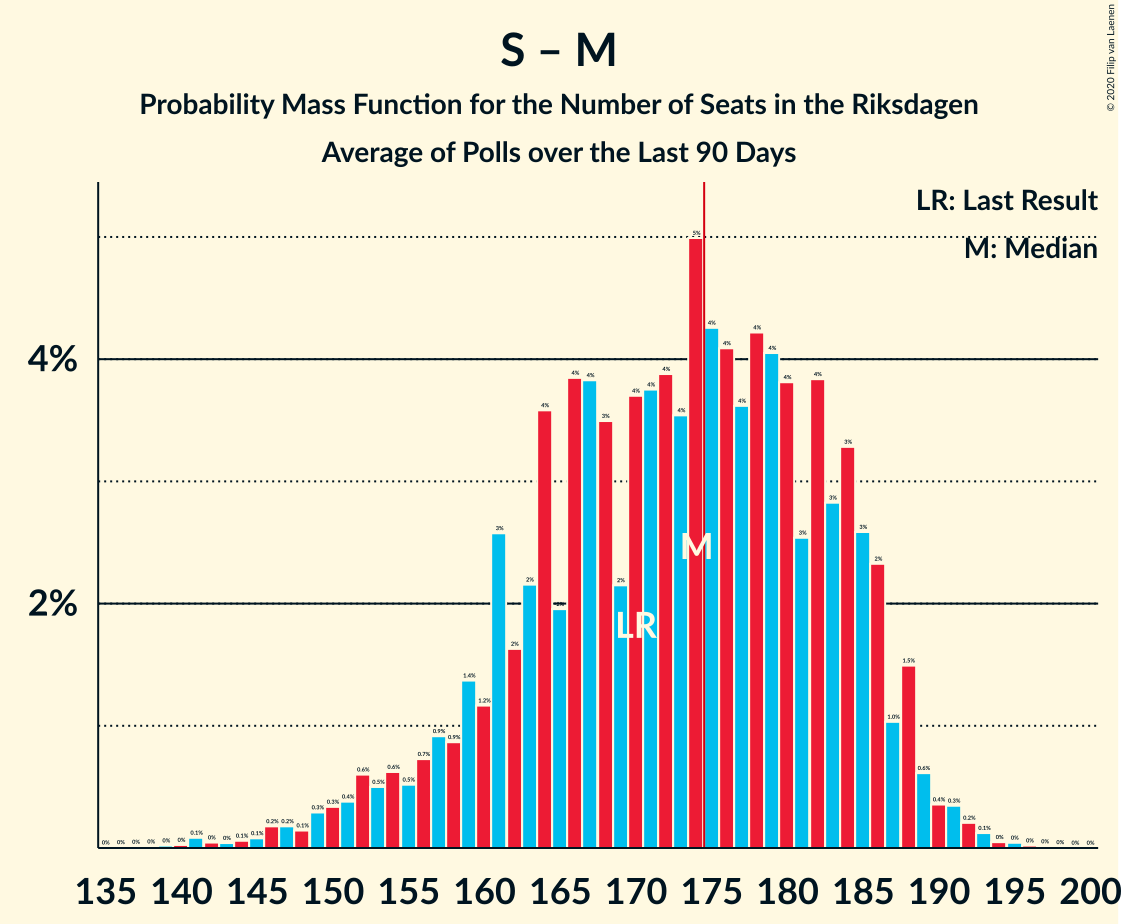 S – M
Probability Mass Function for the Number of Seats in the Riksdagen
Average of Polls over the Last 90 Days
© 2020 Filip van Laenen
LR: Last Result
M: Median
4%
2%
0% 0% 0% 0% 0% 0% 0.1% 0% 0% 0.1% 0.1% 0.2% 0.2% 0.1% 0.3% 0.3% 0.4% 0.6% 0.5% 0.6% 0.5% 0.7% 0.9% 0.9% 1.4% 1.2% 3% 2% 2% 4% 2% 4% 4% 3% 2% 4% 4% 4% 4% 5% 4% 4% 4% 4% 4% 4% 3% 4% 3% 3% 3% 2% 1.0% 1.5% 0.6% 0.4% 0.3% 0.2% 0.1% 0% 0% 0% 0% 0% 0% 0%
M
LR
135 140 145 150 155 160 165 170 175 180 185 190 195 200